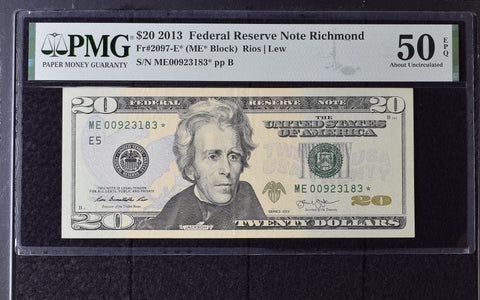 PMG
PAPER MONEY GUARANTY
$20 2013 Federal Reserve Note Richmond
Fr#2097-E* (ME* Block) Rios | Lew
S/N ME00923183* pp B
50 EPQ
About Uncirculated
20 FEDERAL RESERVE NOTE 20
THE UNITED STATES OF AMERICA
ME 00923183 *
E5
THIS NOTE IS LEGAL TENDER
FOR ALL DEBTS, PUBLIC AND PRIVATE
ME 00923183 *
SERIES 2013
JACKSON
20 TWENTY DOLLARS 20